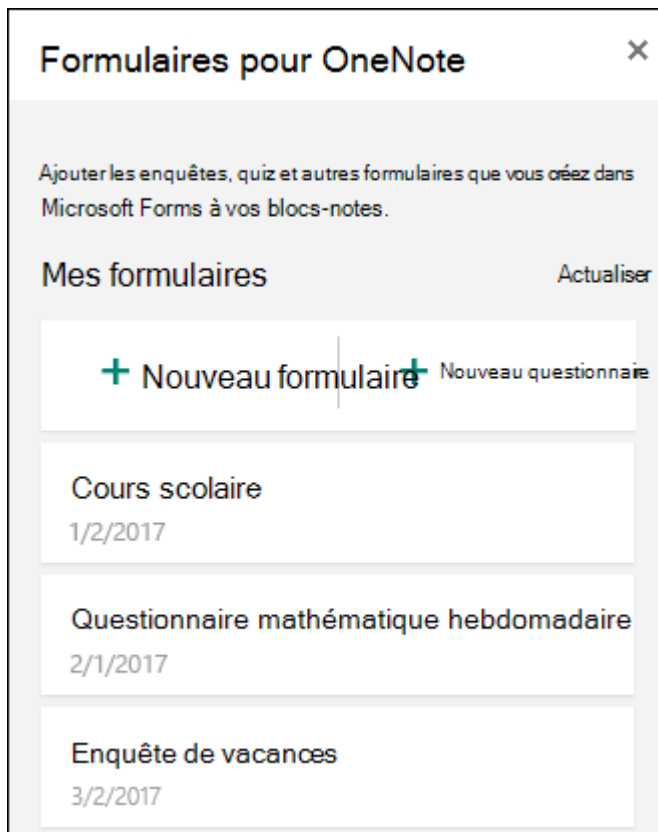 Formulaires pour OneNote
Ajouter les enquêtes, quiz et autres formulaires que vous créez dans
Microsoft Forms à vos blocs-notes.
Mes formulaires Actualiser
+ Nouveau formulaire + Nouveau questionnaire
Cours scolaire
1/2/2017
Questionnaire mathématique hebdomadaire
2/1/2017
Enquête de vacances
3/2/2017